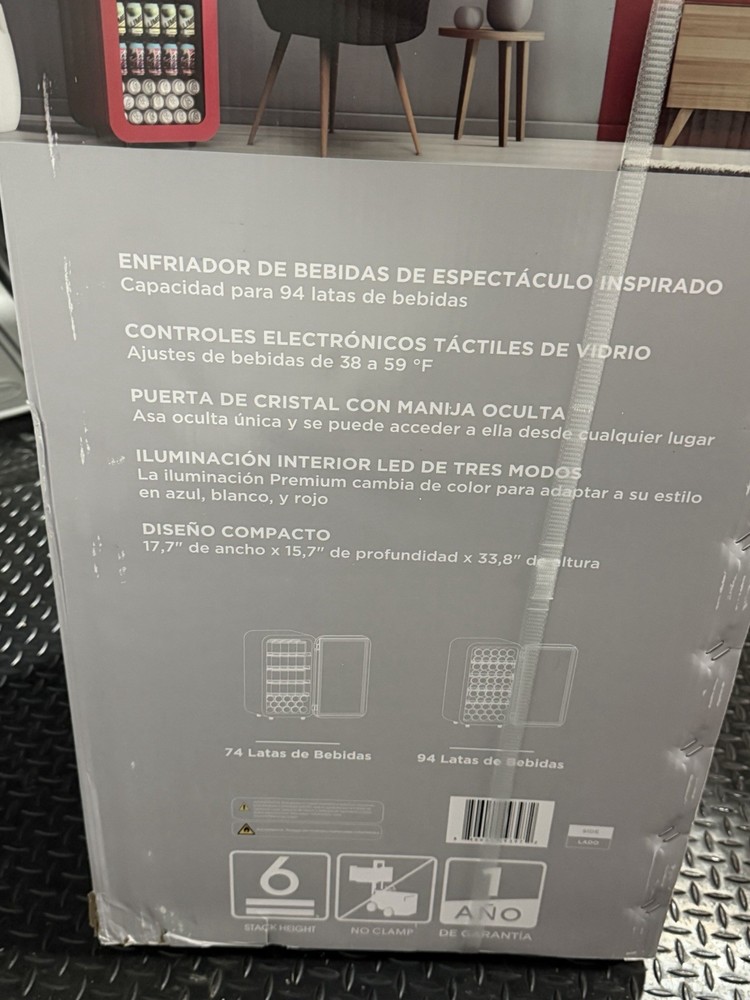 ENFRIADOR DE BEBIDAS DE ESPECTÁCULO INSPIRADO
Capacidad para 94 latas de bebidas
CONTROLES ELECTRÓNICOS TÁCTILES DE VIDRIO
Ajustes de bebidas de 38 a 59 °F
PUERTA DE CRISTAL CON MANIJA OCULTA
Asa oculta única y se puede acceder a ella desde cualquier lugar
ILUMINACIÓN INTERIOR LED DE TRES MODOS
La iluminación Premium cambia de color para adaptar a su estilo
en azul, blanco, y rojo
DISEÑO COMPACTO
17,7" de ancho x 15,7" de profundidad x 33,8" de altura
74 Latas de Bebidas
94 Latas de Bebidas
SIDE
LADO
6
STACK HEIGHT
NO CLAMP
1
AÑO
DE GARANTÍA